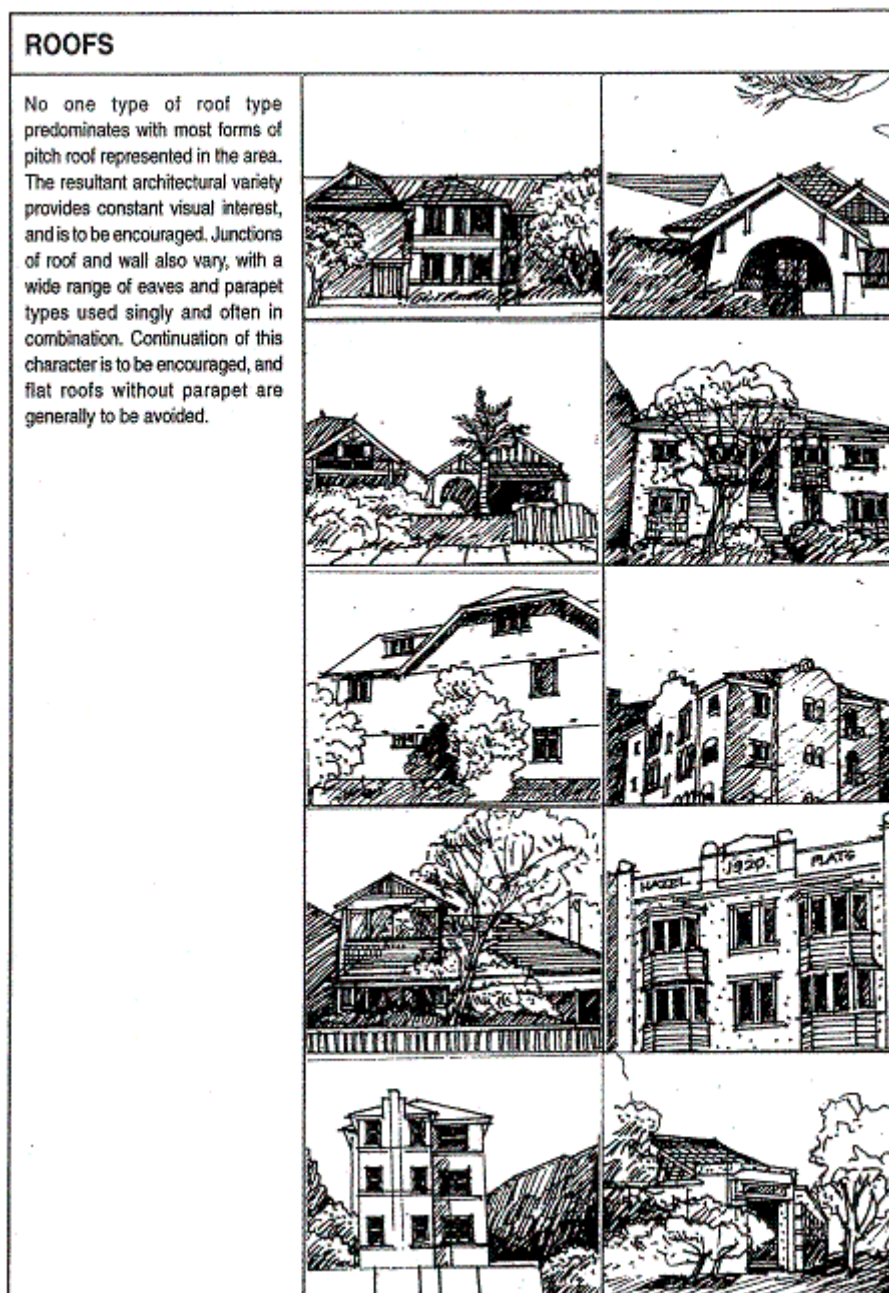 ROOFS
No one type of roof type
predominates with most forms of
pitch roof represented in the area.
The resultant architectural variety
provides constant visual interest,
and is to be encouraged. Junctions
of roof and wall also vary, with a
wide range of eaves and parapet
types used singly and often in
combination. Continuation of this
character is to be encouraged, and
flat roofs without parapet are
generally to be avoided.
HAZEL 1920. FLATS